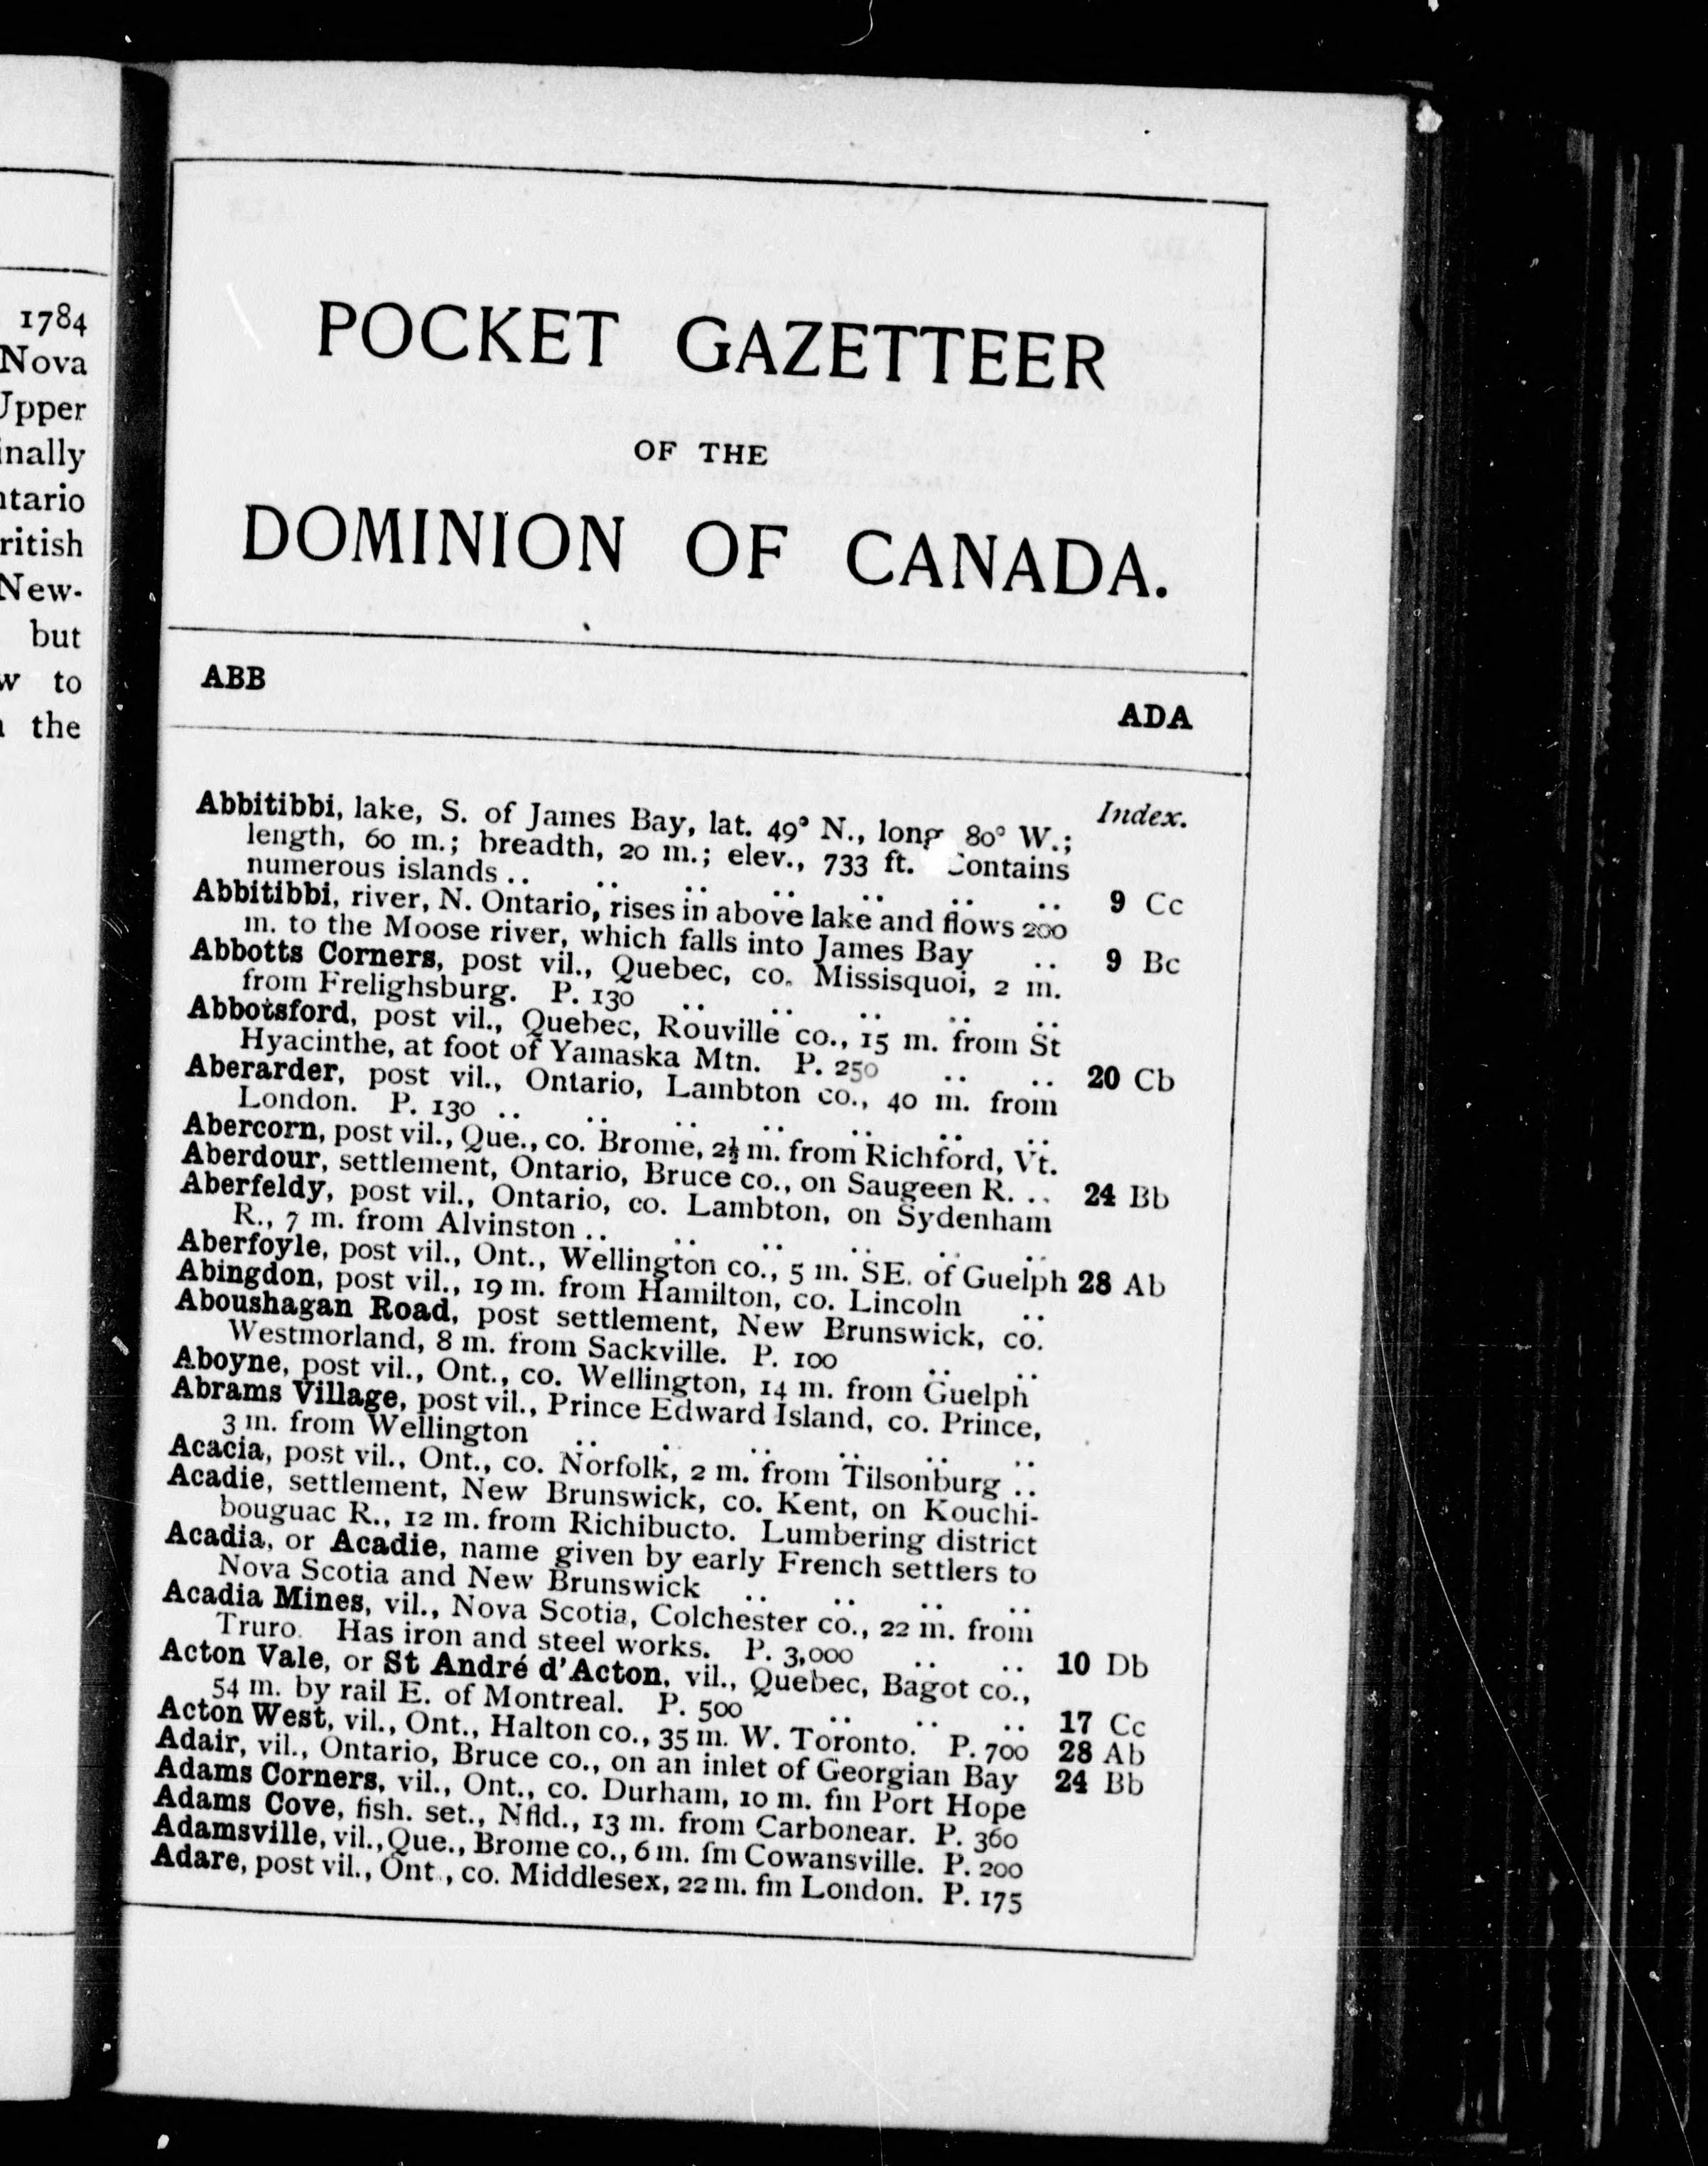 1784
Nova
Upper
inally
ntario
ritish
New-
but
w to
the
POCKET GAZETTEER
OF THE
DOMINION OF CANADA.
ABB
ADA
Index.
Abbitibbi, lake, S. of James Bay, lat. 49° N., long 80° W.;
length, 60 m.; breadth, 20 m.; elev., 733 ft. Contains
numerous islands .. .. .. .. .. .. .. 9 Cc
Abbitibbi, river, N. Ontario, rises in above lake and flows 200
m. to the Moose river, which falls into James Bay .. 9 Bc
Abbotts Corners, post vil., Quebec, co. Missisquoi, 2 m.
from Frelighsburg. P. 130 .. .. .. .. ..
Abbotsford, post vil., Quebec, Rouville co., 15 m. from St
Hyacinthe, at foot of Yamaska Mtn. P. 250 .. .. 20 Cb
Aberarder, post vil., Ontario, Lambton co., 40 m. from
London. P. 130 .. .. .. .. .. .. ..
Abercorn, post vil., Que., co. Brome, 2½ m. from Richford, Vt.
Aberdour, settlement, Ontario, Bruce co., on Saugeen R. .. 24 Bb
Aberfeldy, post vil., Ontario, co. Lambton, on Sydenham
R., 7 m. from Alvinston .. .. .. .. .. ..
Aberfoyle, post vil., Ont., Wellington co., 5 m. SE. of Guelph 28 Ab
Abingdon, post vil., 19 m. from Hamilton, co. Lincoln ..
Aboushagan Road, post settlement, New Brunswick, co.
Westmorland, 8 m. from Sackville. P. 100 .. ..
Aboyne, post vil., Ont., co. Wellington, 14 m. from Guelph
Abrams Village, post vil., Prince Edward Island, co. Prince,
3 m. from Wellington .. .. .. .. .. ..
Acacia, post vil., Ont., co. Norfolk, 2 m. from Tilsonburg ..
Acadie, settlement, New Brunswick, co. Kent, on Kouchi-
bouguac R., 12 m. from Richibucto. Lumbering district
Acadia, or Acadie, name given by early French settlers to
Nova Scotia and New Brunswick .. .. .. ..
Acadia Mines, vil., Nova Scotia, Colchester co., 22 m. from
Truro. Has iron and steel works. P. 3,000 .. .. 10 Db
Acton Vale, or St André d'Acton, vil., Quebec, Bagot co.,
54 m. by rail E. of Montreal. P. 500 .. .. .. 17 Cc
Acton West, vil., Ont., Halton co., 35 m. W. Toronto. P. 700 28 Ab
Adair, vil., Ontario, Bruce co., on an inlet of Georgian Bay 24 Bb
Adams Corners, vil., Ont., co. Durham, 10 m. fm Port Hope
Adams Cove, fish. set., Nfld., 13 m. from Carbonear. P. 360
Adamsville, vil., Que., Brome co., 6 m. fm Cowansville. P. 200
Adare, post vil., Ont., co. Middlesex, 22 m. fm London. P. 175